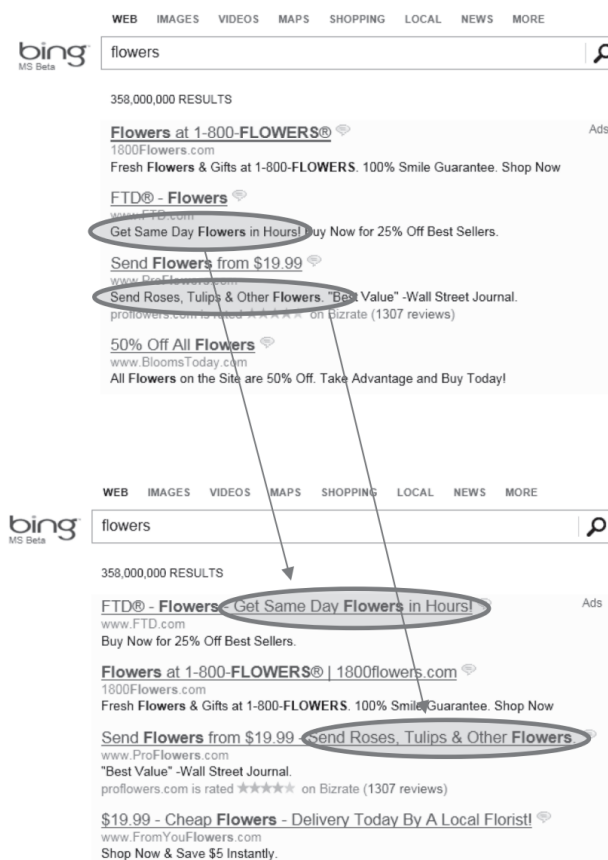 WEB IMAGES VIDEOS MAPS SHOPPING LOCAL NEWS MORE
bing
MS Beta
flowers
358,000,000 RESULTS
Flowers at 1-800-FLOWERS®
Ads
1800Flowers.com
Fresh Flowers & Gifts at 1-800-FLOWERS. 100% Smile Guarantee. Shop Now
FTD® - Flowers
www.FTD.com
Get Same Day Flowers in Hours! Buy Now for 25% Off Best Sellers.
Send Flowers from $19.99
www.ProFlowers.com
Send Roses, Tulips & Other Flowers. "Best Value" -Wall Street Journal.
proflowers.com is rated ★★★★★ on Bizrate (1307 reviews)
50% Off All Flowers
www.BloomsToday.com
All Flowers on the Site are 50% Off. Take Advantage and Buy Today!
WEB IMAGES VIDEOS MAPS SHOPPING LOCAL NEWS MORE
bing
MS Beta
flowers
358,000,000 RESULTS
FTD® - Flowers - Get Same Day Flowers in Hours!
Ads
www.FTD.com
Buy Now for 25% Off Best Sellers.
Flowers at 1-800-FLOWERS® | 1800flowers.com
1800Flowers.com
Fresh Flowers & Gifts at 1-800-FLOWERS. 100% Smile Guarantee. Shop Now
Send Flowers from $19.99 - Send Roses, Tulips & Other Flowers.
www.ProFlowers.com
"Best Value" -Wall Street Journal.
proflowers.com is rated ★★★★★ on Bizrate (1307 reviews)
$19.99 - Cheap Flowers - Delivery Today By A Local Florist!
www.FromYouFlowers.com
Shop Now & Save $5 Instantly.